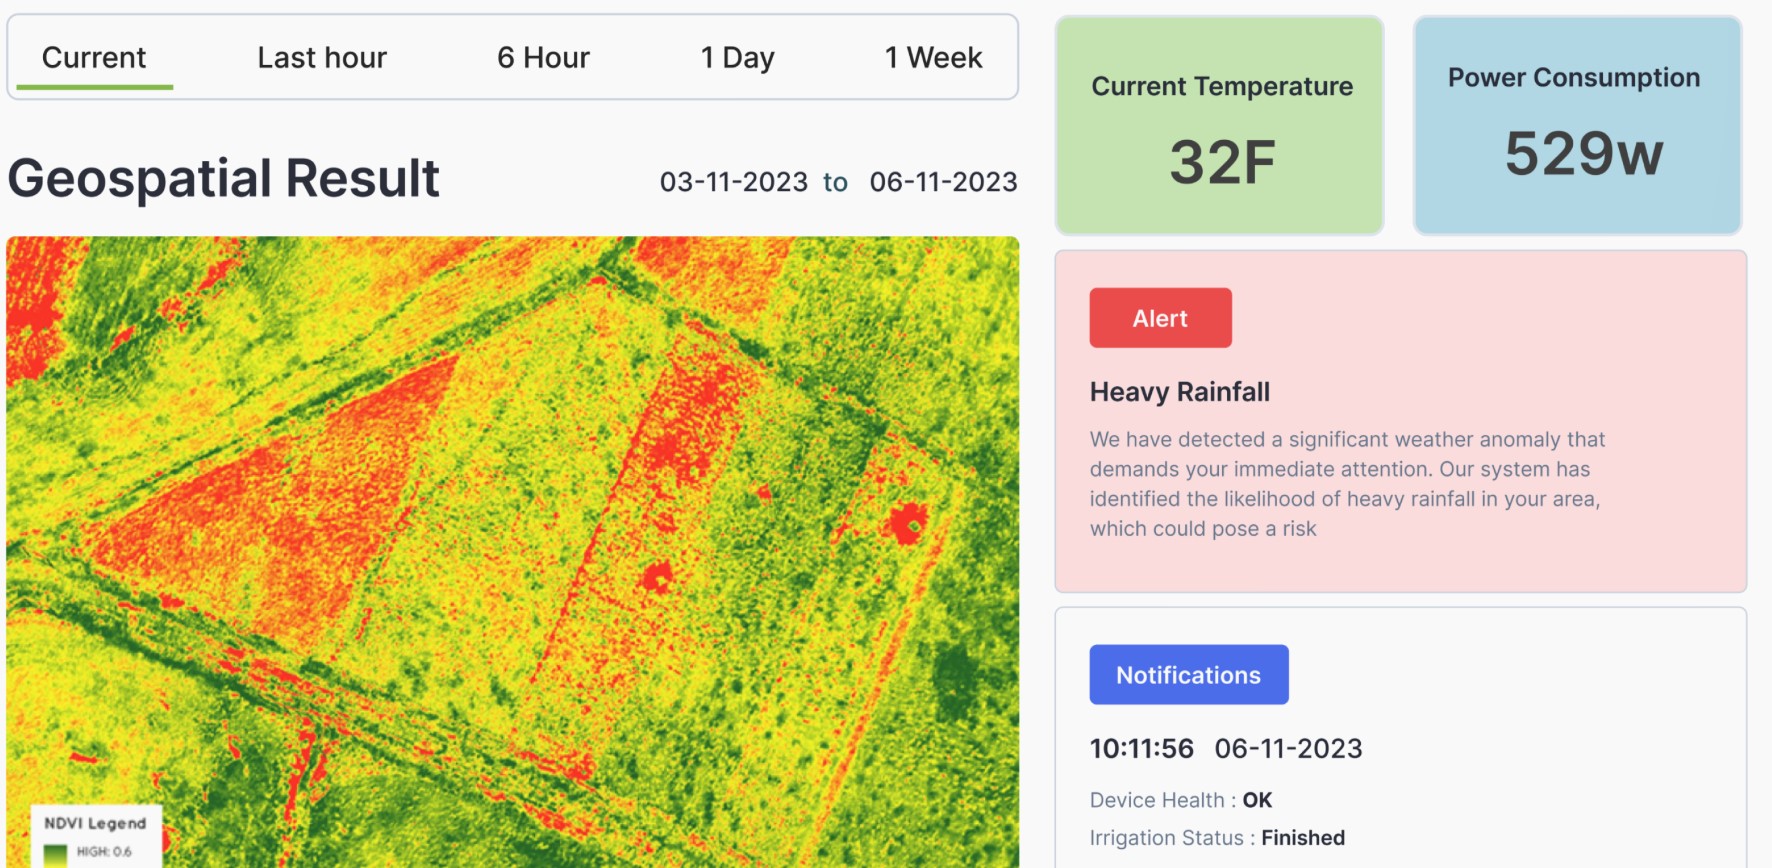 Current Last hour 6 Hour 1 Day 1 Week
Geospatial Result 03-11-2023 to 06-11-2023
NDVI Legend
HIGH: 0.6
Current Temperature
32F
Power Consumption
529w
Alert
Heavy Rainfall
We have detected a significant weather anomaly that
demands your immediate attention. Our system has
identified the likelihood of heavy rainfall in your area,
which could pose a risk
Notifications
10:11:56 06-11-2023
Device Health : OK
Irrigation Status : Finished